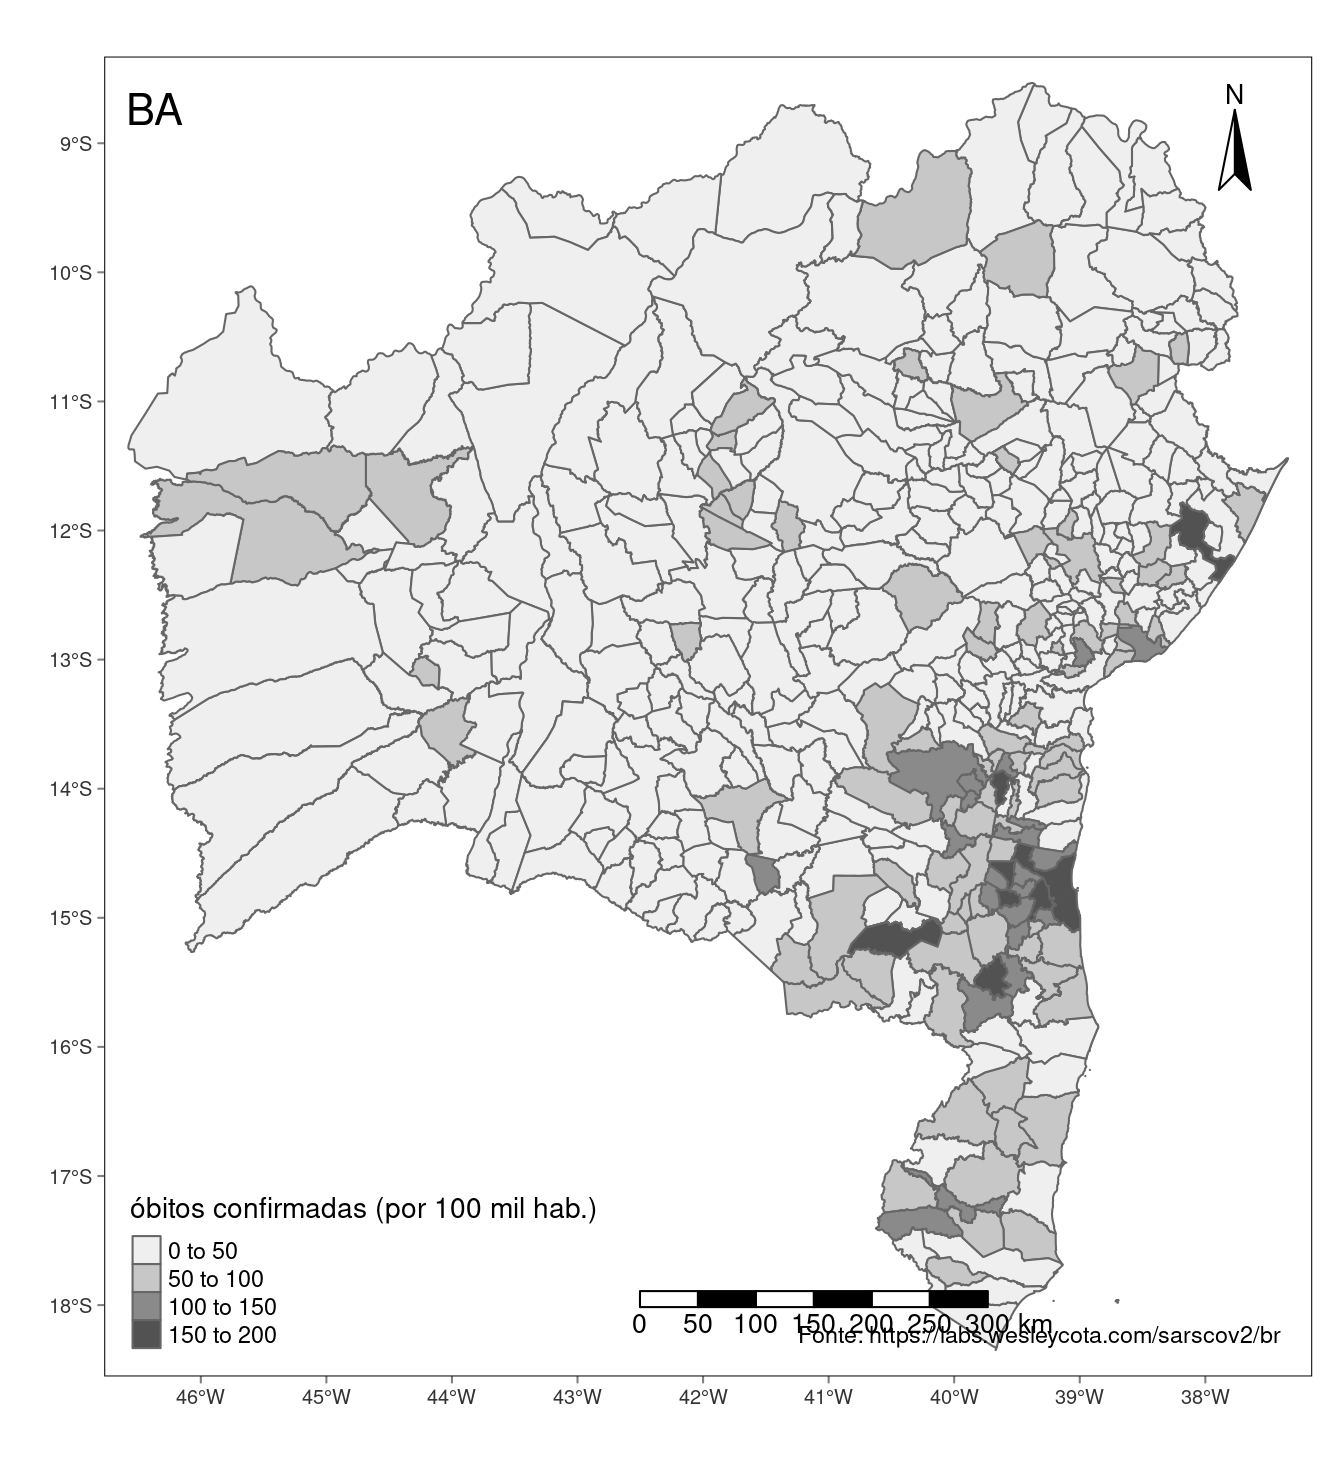 BA
N
9°S
10°S
11°S
12°S
13°S
14°S
15°S
16°S
17°S
18°S
óbitos confirmadas (por 100 mil hab.)
0 to 50
50 to 100
100 to 150
150 to 200
0 50 100 150 200 250 300 km
Fonte: https://labs.wesleycota.com/sarscov2/br
46°W 45°W 44°W 43°W 42°W 41°W 40°W 39°W 38°W